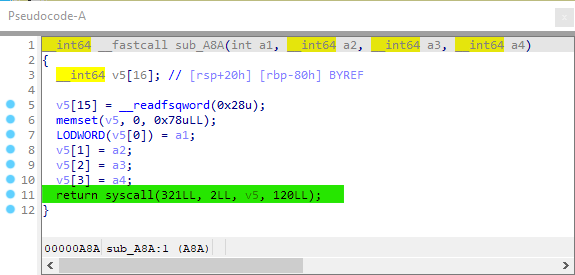 Pseudocode-A
1 __int64 __fastcall sub_A8A(int a1, __int64 a2, __int64 a3, __int64 a4)
2 {
3 __int64 v5[16]; // [rsp+20h] [rbp-80h] BYREF
4
5 v5[15] = __readfsqword(0x28u);
6 memset(v5, 0, 0x78uLL);
7 LODWORD(v5[0]) = a1;
8 v5[1] = a2;
9 v5[2] = a3;
10 v5[3] = a4;
11 return syscall(321LL, 2LL, v5, 120LL);
12 }
00000A8A sub_A8A:1 (A8A)